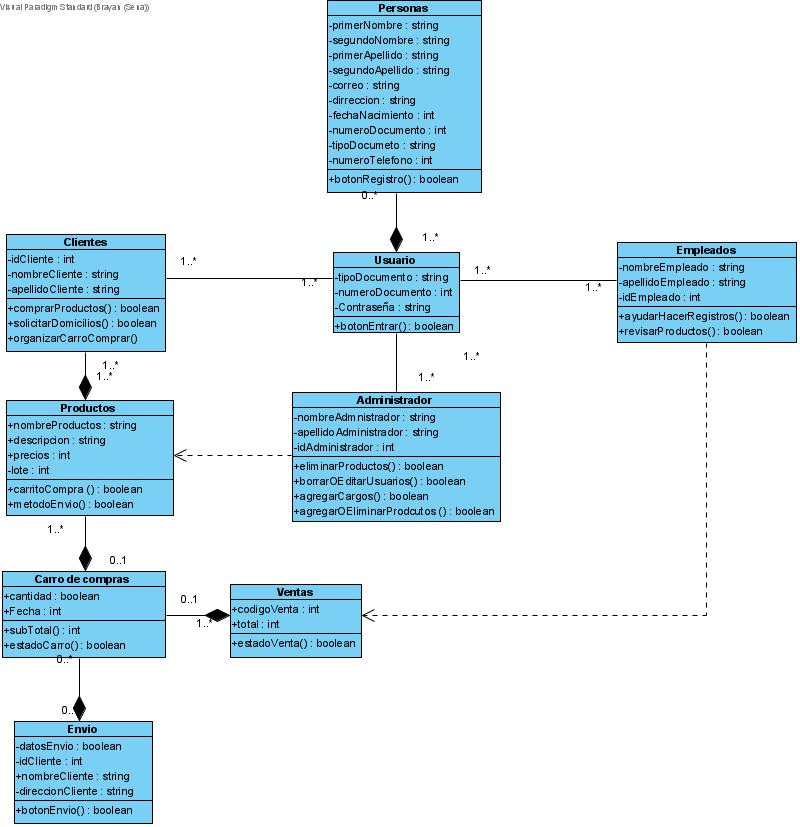 Visual Paradigm Standard (Brayan (Sena))
Personas
-primerNombre : string
-segundoNombre : string
-primerApellido : string
-segundoApellido : string
-correo : string
-dirreccion : string
-fechaNacimiento : int
-numeroDocumento : int
-tipoDocumeto : string
-numeroTelefono : int
+botonRegistro() : boolean
0..*
1..*
Clientes
-idCliente : int
-nombreCliente : string
-apellidoCliente : string
+comprarProductos() : boolean
+solicitarDomicilios() : boolean
+organizarCarroComprar()
1..*
1..*
Usuario
-tipoDocumento : string
-numeroDocumento : int
-Contraseña : string
+botonEntrar() : boolean
1..*
1..*
Empleados
-nombreEmpleado : string
-apellidoEmpleado : string
-idEmpleado : int
+ayudarHacerRegistros() : boolean
+revisarProductos() : boolean
1..*
1..*
1..*
1..*
Productos
+nombreProductos : string
+descripcion : string
+precios : int
-lote : int
+carritoCompra () : boolean
+metodoEnvio() : boolean
Administrador
-nombreAdmnistrador : string
-apellidoAdministrador : string
-idAdministrador : int
+eliminarProductos() : boolean
+borrarOEditarUsuarios() : boolean
+agregarCargos() : boolean
+agregarOEliminarProdcutos () : boolean
1..*
0..1
Carro de compras
+cantidad : boolean
+Fecha : int
+subTotal() : int
+estadoCarro() : boolean
0..1
1..*
Ventas
+codigoVenta : int
+total : int
+estadoVenta() : boolean
0..*
0..
Envio
-datosEnvio : boolean
-idCliente : int
+nombreCliente : string
-direccionCliente : string
+botonEnvio() : boolean